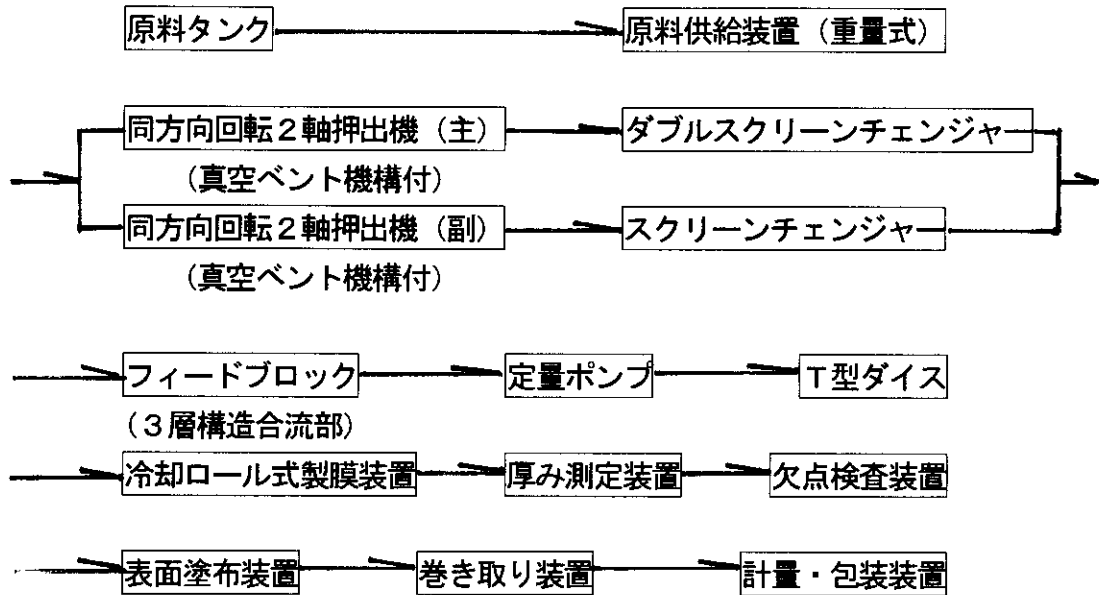 原料タンク 原料供給装置（重量式）
同方向回転２軸押出機（主） ダブルスクリーンチェンジャー
（真空ベント機構付）
同方向回転２軸押出機（副） スクリーンチェンジャー
（真空ベント機構付）
フィードブロック 定量ポンプ Ｔ型ダイス
（３層構造合流部）
冷却ロール式製膜装置 厚み測定装置 欠点検査装置
表面塗布装置 巻き取り装置 計量・包装装置